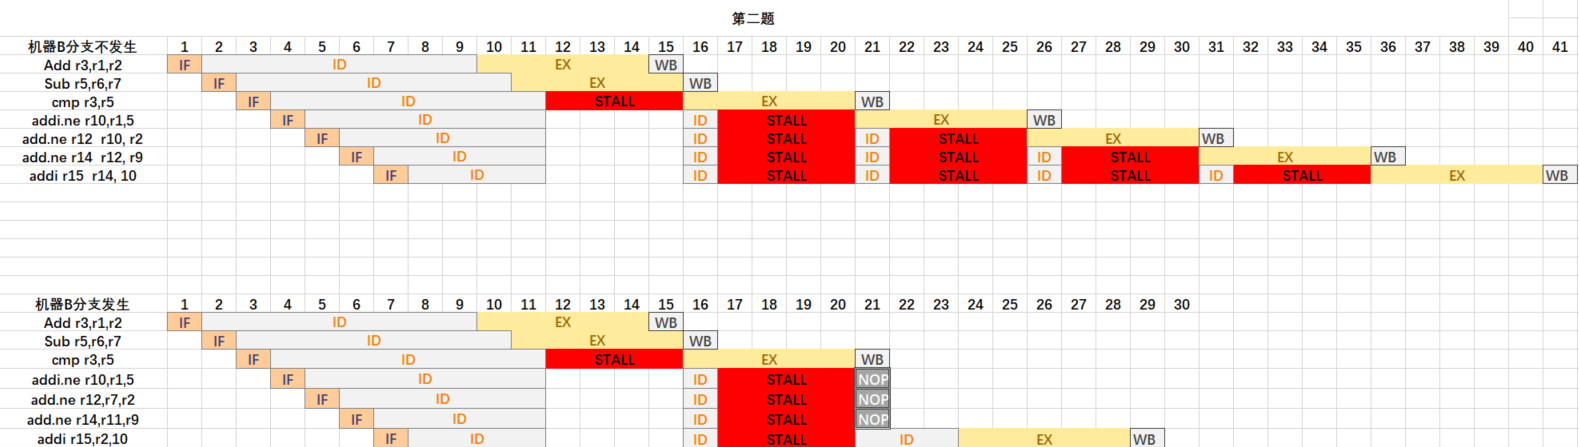 第二题
机器B分支不发生 1 2 3 4 5 6 7 8 9 10 11 12 13 14 15 16 17 18 19 20 21 22 23 24 25 26 27 28 29 30 31 32 33 34 35 36 37 38 39 40 41
Add r3,r1,r2 IF ID EX WB
Sub r5,r6,r7 IF ID EX WB
cmp r3,r5 IF ID STALL EX WB
addi.ne r10,r1,5 IF ID ID STALL EX WB
add.ne r12 r10, r2 IF ID ID STALL ID STALL EX WB
add.ne r14 r12, r9 IF ID ID STALL ID STALL ID STALL EX WB
addi r15 r14, 10 IF ID ID STALL ID STALL ID STALL ID STALL EX WB
机器B分支发生 1 2 3 4 5 6 7 8 9 10 11 12 13 14 15 16 17 18 19 20 21 22 23 24 25 26 27 28 29 30
Add r3,r1,r2 IF ID EX WB
Sub r5,r6,r7 IF ID EX WB
cmp r3,r5 IF ID STALL EX WB
addi.ne r10,r1,5 IF ID ID STALL NOP
add.ne r12,r7,r2 IF ID ID STALL NOP
add.ne r14,r11,r9 IF ID ID STALL NOP
addi r15,r2,10 IF ID ID STALL ID EX WB